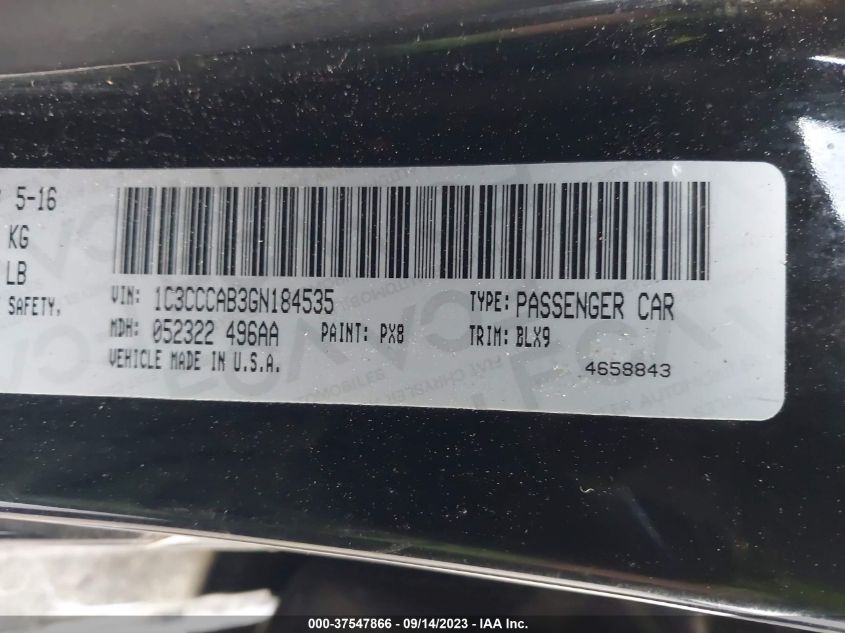 5-16
KG
LB
SAFETY,
VIN: 1C3CCCAB3GN184535 TYPE: PASSENGER CAR
MDH: 052322 496AA PAINT: PX8 TRIM: BLX9
VEHICLE MADE IN U.S.A. 4658843
000-37547866 - 09/14/2023 - IAA Inc.